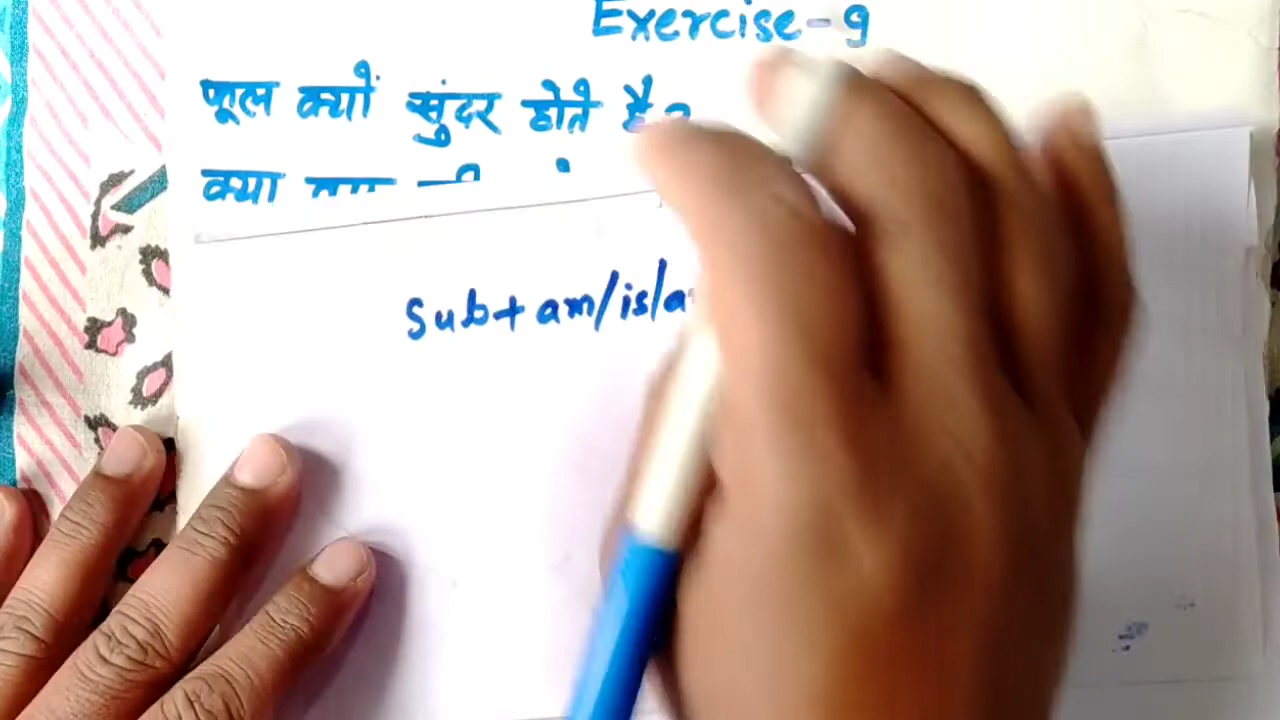 Exercise-9
फूल क्यों सुंदर होते है?
क्या
Sub+am/is/a